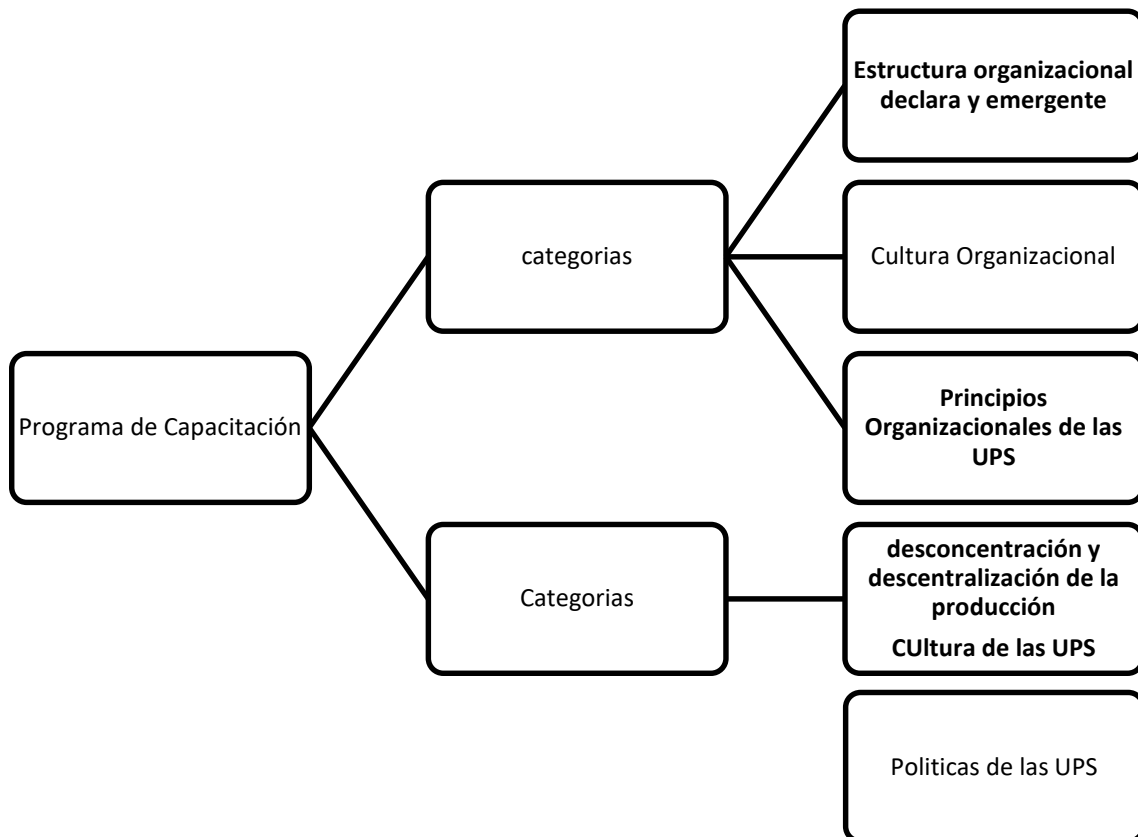 Estructura organizacional
declara y emergente
categorias
Cultura Organizacional
Programa de Capacitación
Principios
Organizacionales de las
UPS
Categorias
desconcentración y
descentralización de la
producción
CUltura de las UPS
Politicas de las UPS